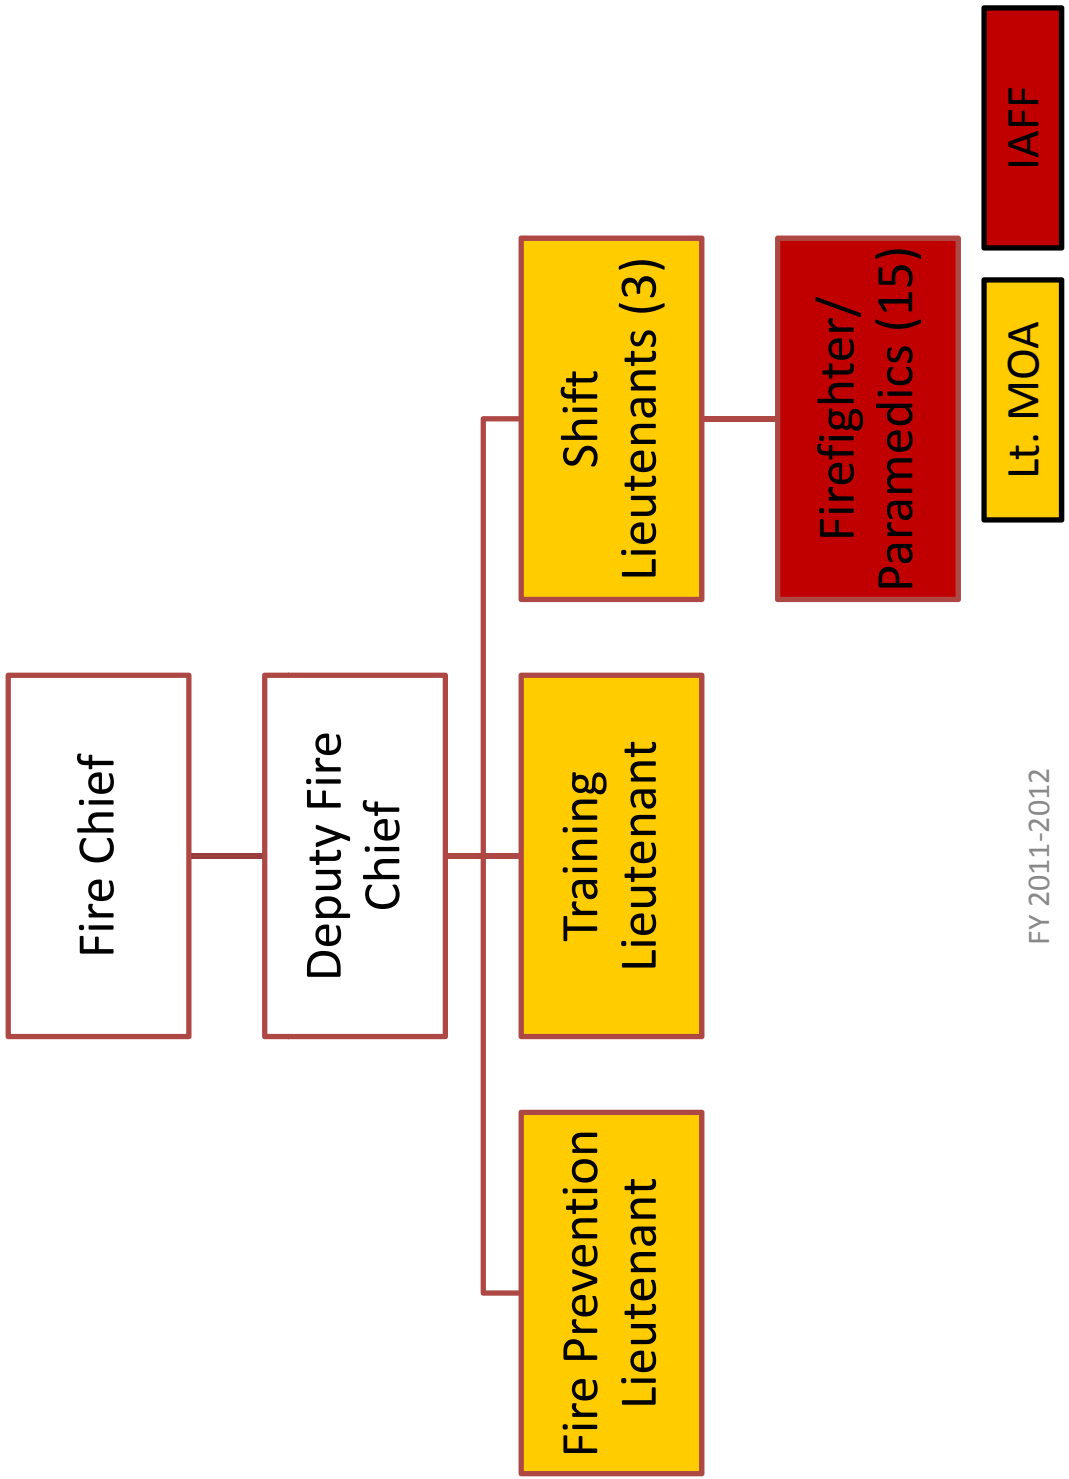 Fire Chief
Deputy Fire
Chief
Fire Prevention
Lieutenant
Training
Lieutenant
Shift
Lieutenants (3)
Firefighter/
Paramedics (15)
Lt. MOA
IAFF
FY 2011-2012